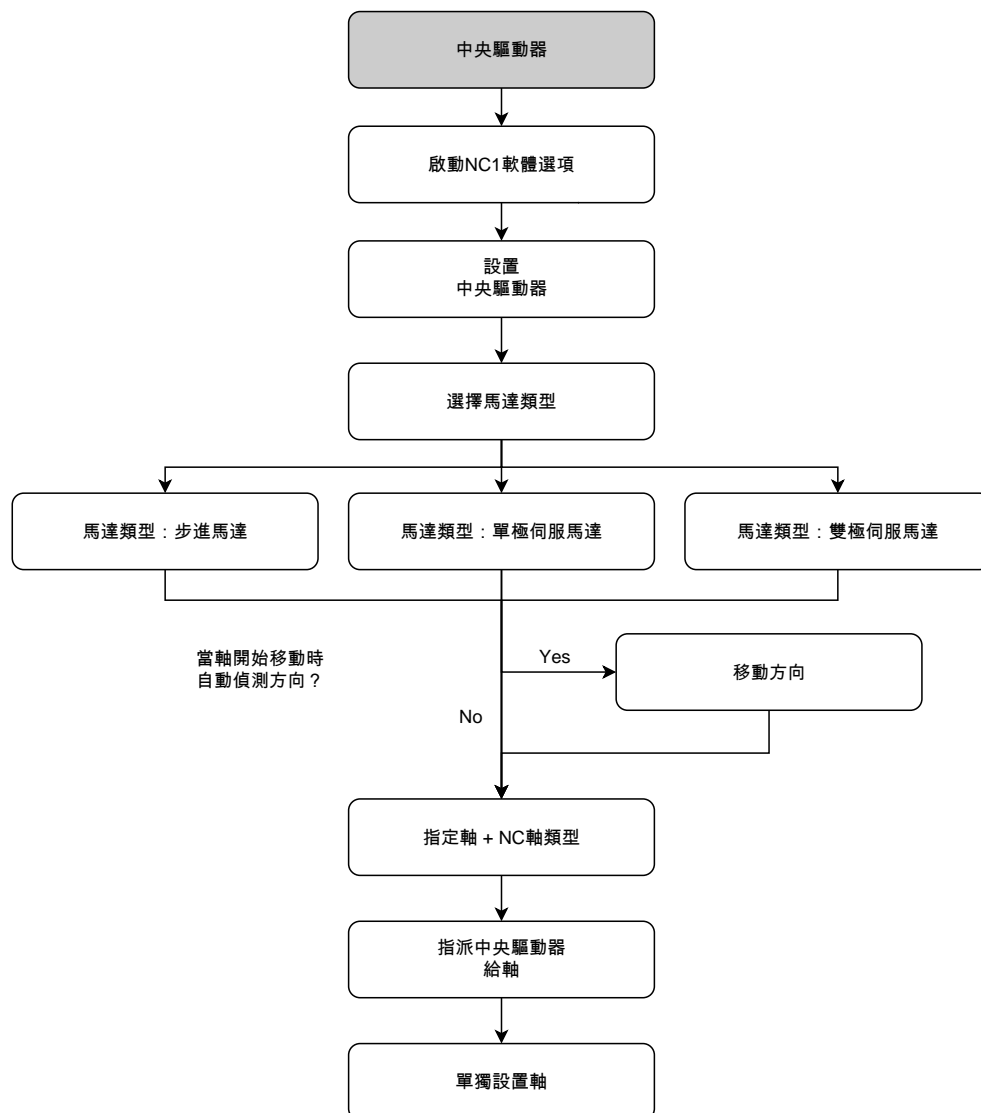 中央驅動器
啟動NC1軟體選項
設置
中央驅動器
選擇馬達類型
馬達類型：步進馬達
馬達類型：單極伺服馬達
馬達類型：雙極伺服馬達
當軸開始移動時
自動偵測方向？
Yes
移動方向
No
指定軸 + NC軸類型
指派中央驅動器
給軸
單獨設置軸